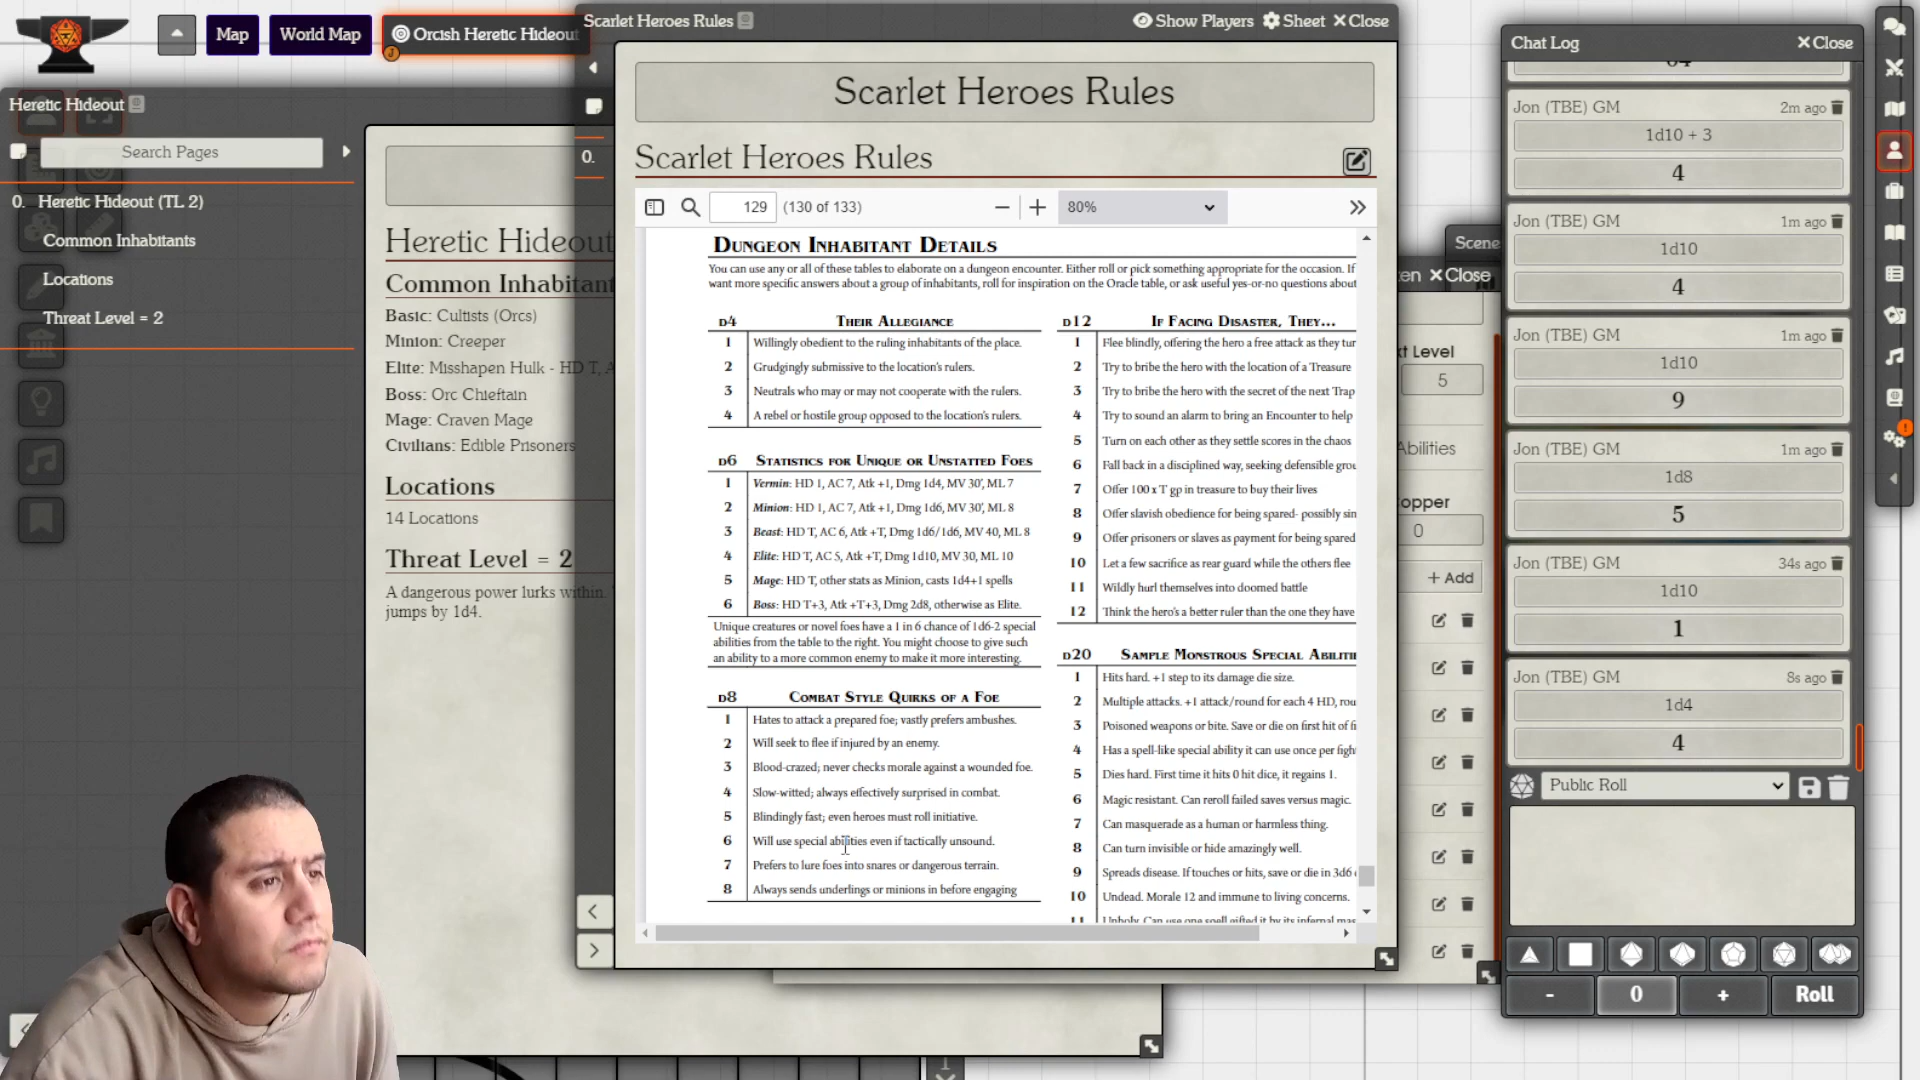 Map
World Map
Orcish Heretic Hideout
Heretic Hideout
Search Pages
0. Heretic Hideout (TL 2)
Common Inhabitants
Locations
Threat Level = 2
Heretic Hideout
Common Inhabitant
Basic: Cultists (Orcs)
Minion: Creeper
Elite: Misshapen Hulk - HD T, A
Boss: Orc Chieftain
Mage: Craven Mage
Civilians: Edible Prisoners
Locations
14 Locations
Threat Level = 2
A dangerous power lurks within.
jumps by 1d4.
Scarlet Heroes Rules
Show Players Sheet Close
0.
Scarlet Heroes Rules
Scarlet Heroes Rules
129 (130 of 133) 80%
Dungeon Inhabitant Details
You can use any or all of these tables to elaborate on a dungeon encounter. Either roll or pick something appropriate for the occasion. If
want more specific answers about a group of inhabitants, roll for inspiration on the Oracle table, or ask useful yes-or-no questions about
d4 Their Allegiance
1 Willingly obedient to the ruling inhabitants of the place.
2 Grudgingly submissive to the location's rulers.
3 Neutrals who may or may not cooperate with the rulers.
4 A rebel or hostile group opposed to the location's rulers.
d6 Statistics for Unique or Unstatted Foes
1 Vermin: HD 1, AC 7, Atk +1, Dmg 1d4, MV 30', ML 7
2 Minion: HD 1, AC 7, Atk +1, Dmg 1d6, MV 30', ML 8
3 Beast: HD T, AC 6, Atk +T, Dmg 1d6/1d6, MV 40, ML 8
4 Elite: HD T, AC 5, Atk +T, Dmg 1d10, MV 30, ML 10
5 Mage: HD T, other stats as Minion, casts 1d4+1 spells
6 Boss: HD T+3, Atk +T+3, Dmg 2d8, otherwise as Elite.
Unique creatures or novel foes have a 1 in 6 chance of 1d6-2 special
abilities from the table to the right. You might choose to give such
an ability to a more common enemy to make it more interesting.
d8 Combat Style Quirks of a Foe
1 Hates to attack a prepared foe; vastly prefers ambushes.
2 Will seek to flee if injured by an enemy.
3 Blood-crazed; never checks morale against a wounded foe.
4 Slow-witted; always effectively surprised in combat.
5 Blindingly fast; even heroes must roll initiative.
6 Will use special abilities even if tactically unsound.
7 Prefers to lure foes into snares or dangerous terrain.
8 Always sends underlings or minions in before engaging
d12 If Facing Disaster, They...
1 Flee blindly, offering the hero a free attack as they tur
2 Try to bribe the hero with the location of a Treasure
3 Try to bribe the hero with the secret of the next Trap
4 Try to sound an alarm to bring an Encounter to help
5 Turn on each other as they settle scores in the chaos
6 Fall back in a disciplined way, seeking defensible grou
7 Offer 100 x T gp in treasure to buy their lives
8 Offer slavish obedience for being spared- possibly sin
9 Offer prisoners or slaves as payment for being spared
10 Let a few sacrifice as rear guard while the others flee
11 Wildly hurl themselves into doomed battle
12 Think the hero's a better ruler than the one they have
d20 Sample Monstrous Special Abiliti
1 Hits hard. +1 step to its damage die size.
2 Multiple attacks. +1 attack/round for each 4 HD, rou
3 Poisoned weapons or bite. Save or die on first hit of fi
4 Has a spell-like special ability it can use once per figh
5 Dies hard. First time it hits 0 hit dice, it regains 1.
6 Magic resistant. Can reroll failed saves versus magic.
7 Can masquerade as a human or harmless thing.
8 Can turn invisible or hide amazingly well.
9 Spreads disease. If touches or hits, save or die in 3d6
10 Undead. Morale 12 and immune to living concerns.
11 Unholy. Can use one spell gifted it by its infernal mas
Scene
en Close
xt Level
5
Abilities
opper
0
+ Add
Chat Log Close
64
Jon (TBE) GM 2m ago
1d10 + 3
4
Jon (TBE) GM 1m ago
1d10
4
Jon (TBE) GM 1m ago
1d10
9
Jon (TBE) GM 1m ago
1d8
5
Jon (TBE) GM 34s ago
1d10
1
Jon (TBE) GM 8s ago
1d4
4
Public Roll
- 0 + Roll